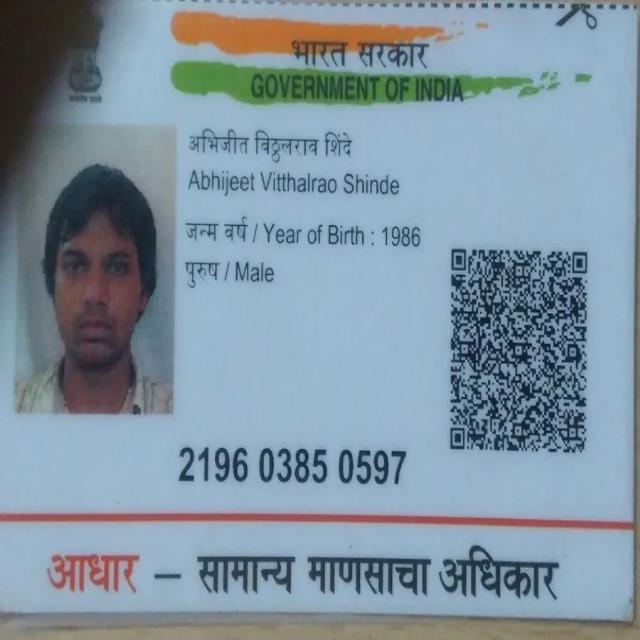 भारत सरकार
GOVERNMENT OF INDIA
अभिजीत विठ्ठलराव शिंदे
Abhijeet Vitthalrao Shinde
जन्म वर्ष / Year of Birth : 1986
पुरुष / Male
2196 0385 0597
आधार – सामान्य माणसाचा अधिकार